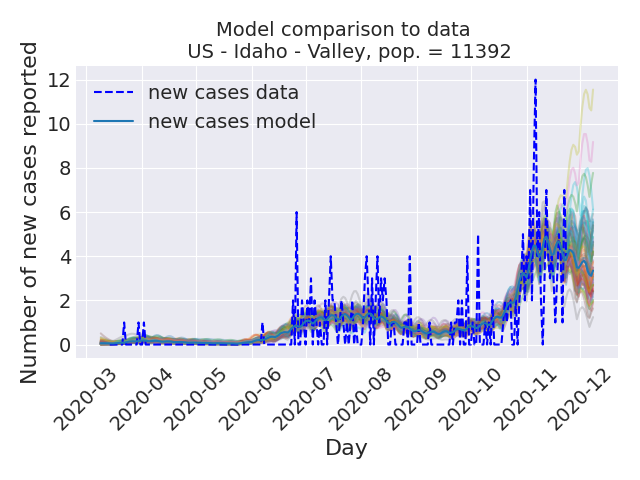 Model comparison to data
US - Idaho - Valley, pop. = 11392
Number of new cases reported
12
10
8
6
4
2
0
new cases data
new cases model
2020-03
2020-04
2020-05
2020-06
2020-07
2020-08
2020-09
2020-10
2020-11
2020-12
Day